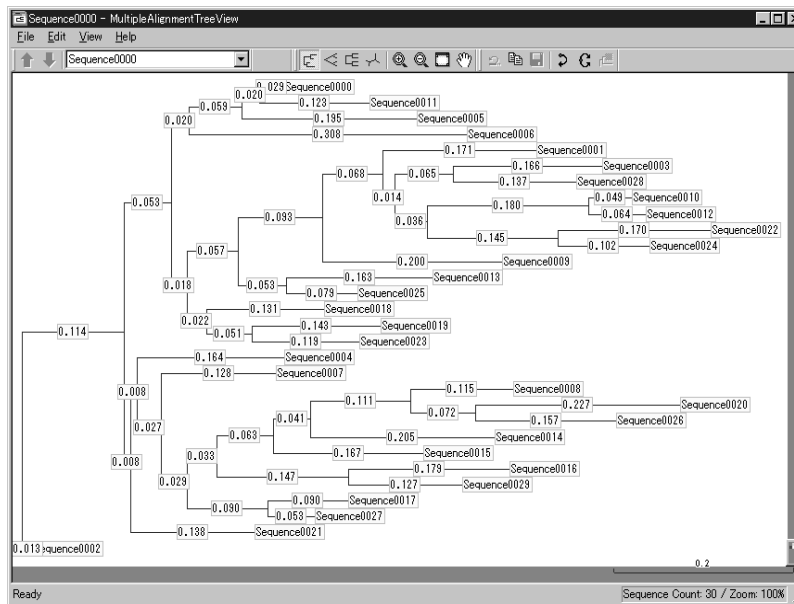 Sequence0000 - MultipleAlignmentTreeView
File Edit View Help
Sequence0000
0.029 Sequence0000
0.020 0.123 Sequence0011
0.059 0.195 Sequence0005
0.020 0.308 Sequence0006
0.171 Sequence0001
0.068 0.065 0.166 Sequence0003
0.137 Sequence0028
0.053 0.014 0.180 0.049 Sequence0010
0.093 0.036 0.064 Sequence0012
0.145 0.170 Sequence0022
0.057 0.102 Sequence0024
0.200 Sequence0009
0.018 0.053 0.163 Sequence0013
0.079 Sequence0025
0.022 0.131 Sequence0018
0.114 0.051 0.143 Sequence0019
0.119 Sequence0023
0.164 Sequence0004
0.128 Sequence0007
0.008 0.111 0.115 Sequence0008
0.072 0.227 Sequence0020
0.027 0.041 0.157 Sequence0026
0.063 0.205 Sequence0014
0.033 0.167 Sequence0015
0.008 0.147 0.179 Sequence0016
0.029 0.127 Sequence0029
0.090 0.090 Sequence0017
0.053 Sequence0027
0.138 Sequence0021
0.013 equence0002
0.2
Ready
Sequence Count: 30 / Zoom: 100%